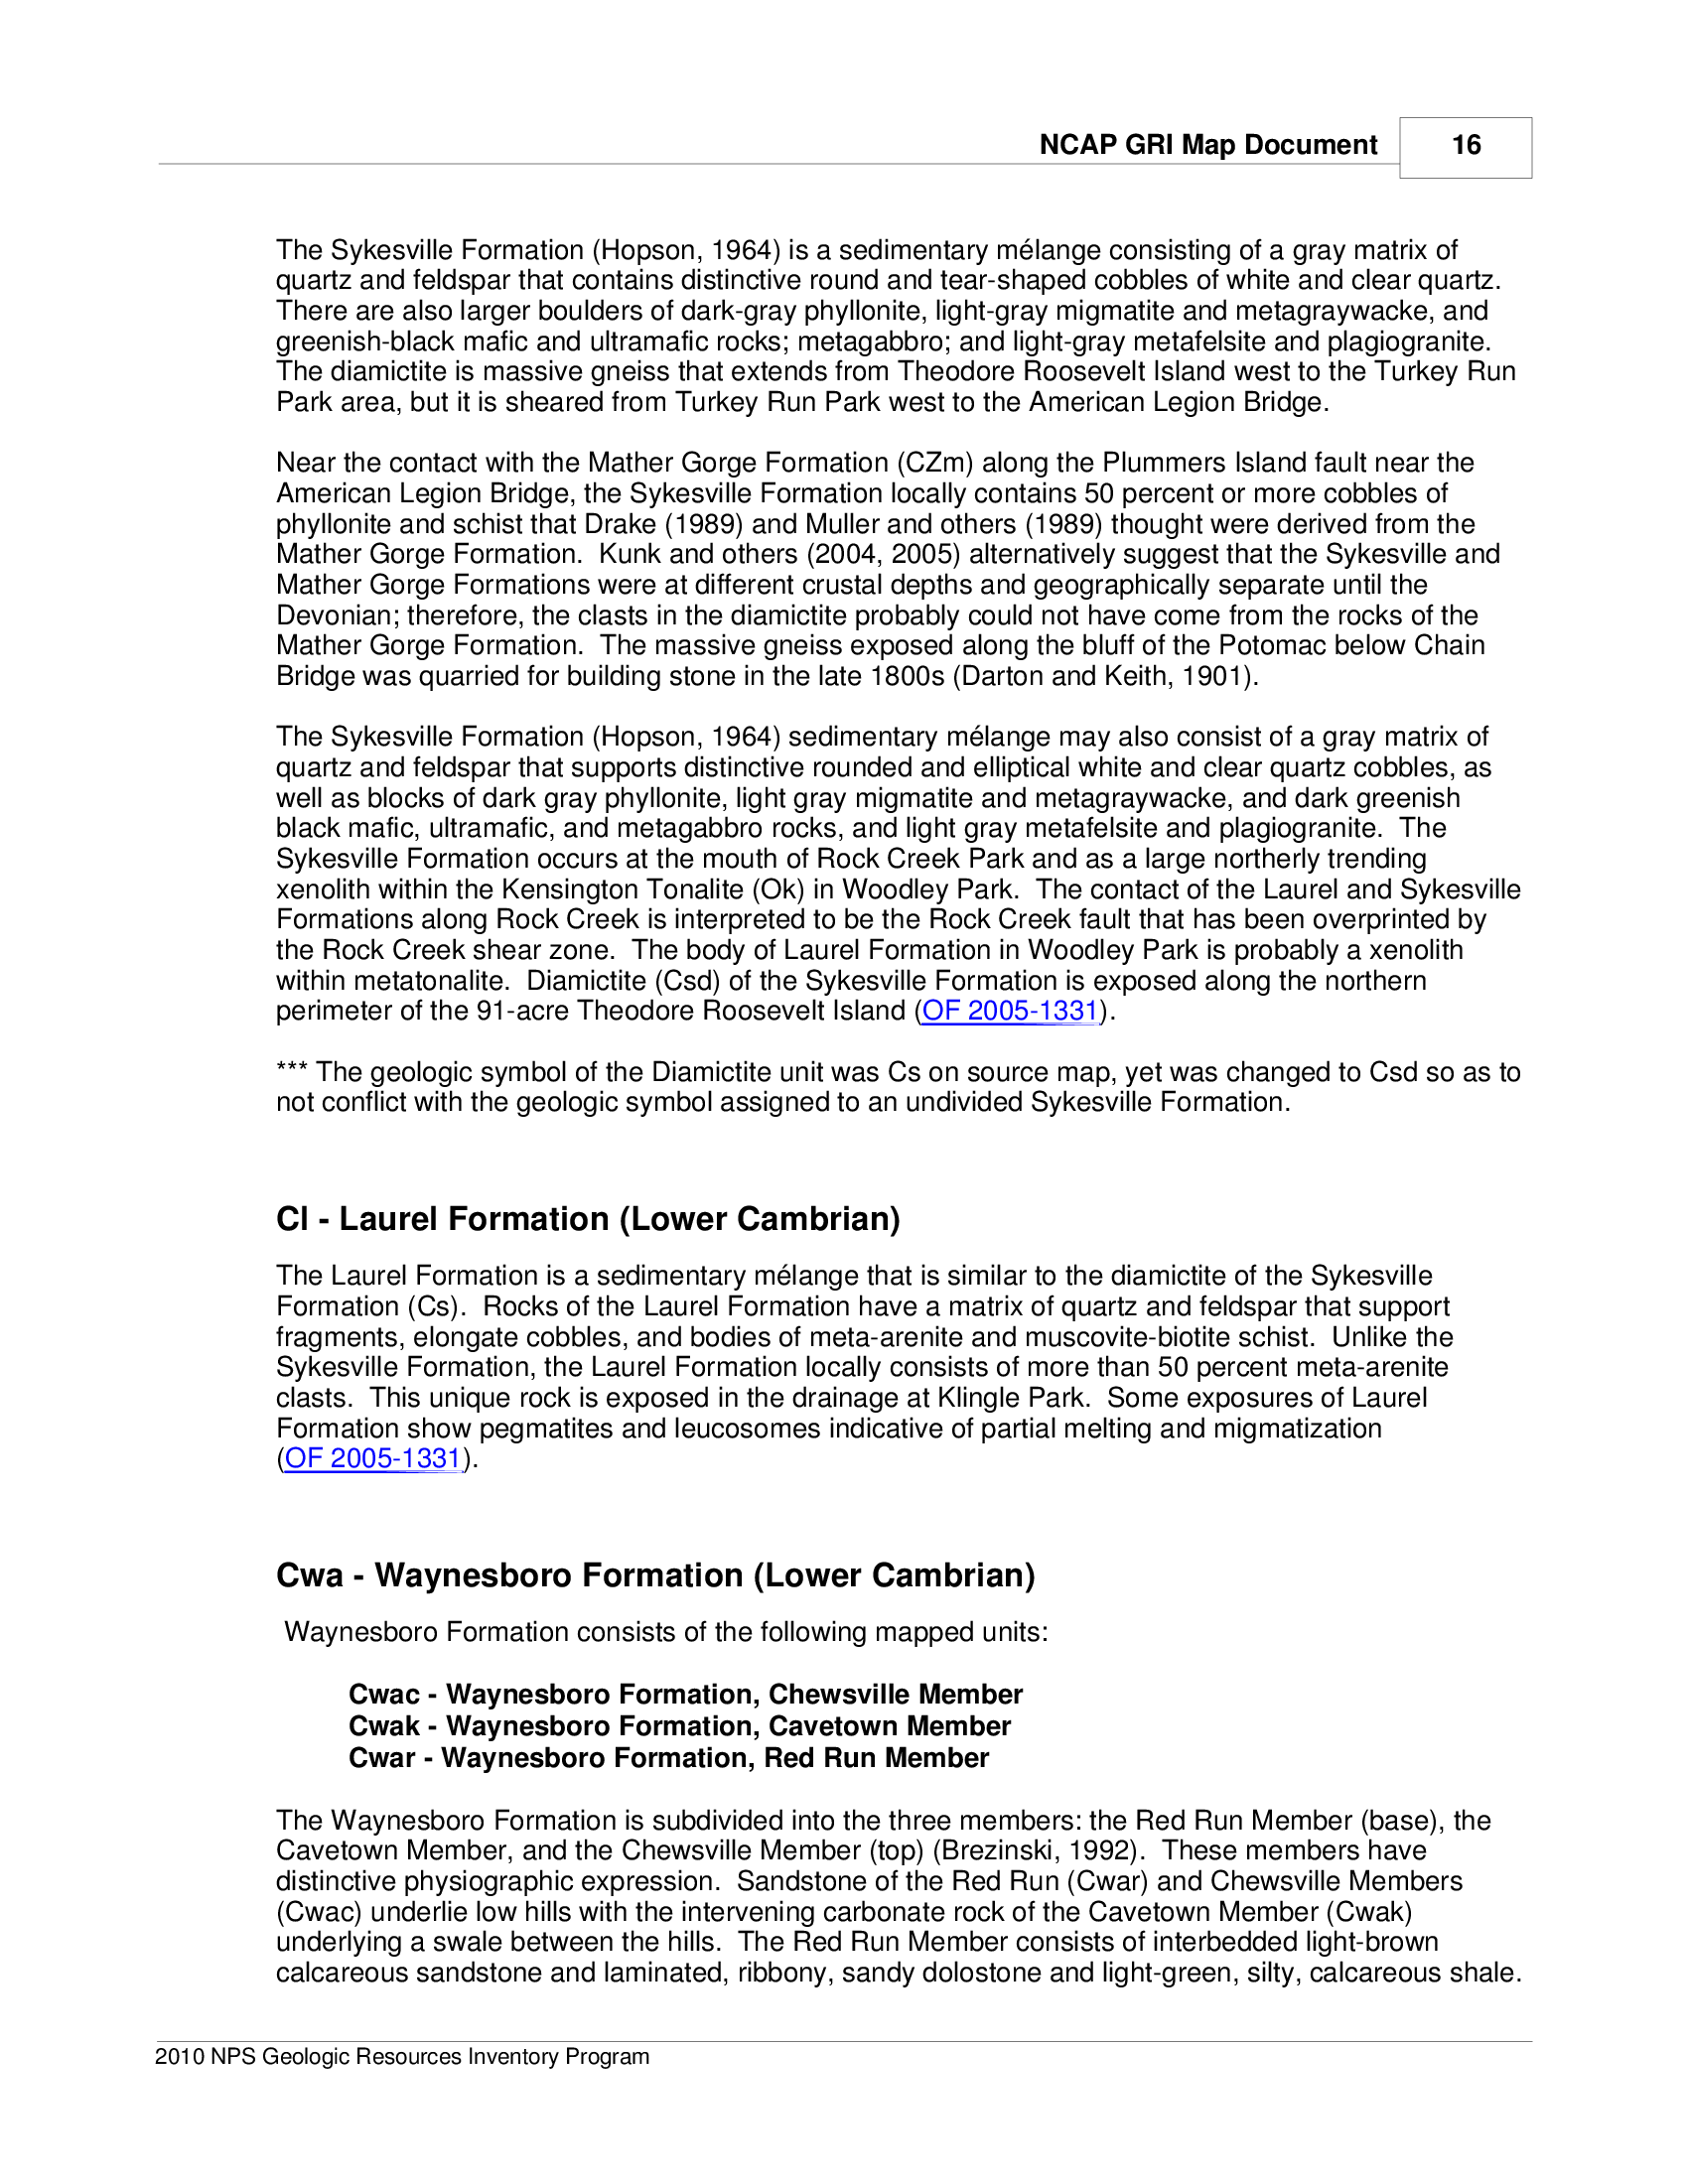 NCAP GRI Map Document 16
The Sykesville Formation (Hopson, 1964) is a sedimentary mélange consisting of a gray matrix of
quartz and feldspar that contains distinctive round and tear-shaped cobbles of white and clear quartz.
There are also larger boulders of dark-gray phyllonite, light-gray migmatite and metagraywacke, and
greenish-black mafic and ultramafic rocks; metagabbro; and light-gray metafelsite and plagiogranite.
The diamictite is massive gneiss that extends from Theodore Roosevelt Island west to the Turkey Run
Park area, but it is sheared from Turkey Run Park west to the American Legion Bridge.
Near the contact with the Mather Gorge Formation (CZm) along the Plummers Island fault near the
American Legion Bridge, the Sykesville Formation locally contains 50 percent or more cobbles of
phyllonite and schist that Drake (1989) and Muller and others (1989) thought were derived from the
Mather Gorge Formation.  Kunk and others (2004, 2005) alternatively suggest that the Sykesville and
Mather Gorge Formations were at different crustal depths and geographically separate until the
Devonian; therefore, the clasts in the diamictite probably could not have come from the rocks of the
Mather Gorge Formation.  The massive gneiss exposed along the bluff of the Potomac below Chain
Bridge was quarried for building stone in the late 1800s (Darton and Keith, 1901).
The Sykesville Formation (Hopson, 1964) sedimentary mélange may also consist of a gray matrix of
quartz and feldspar that supports distinctive rounded and elliptical white and clear quartz cobbles, as
well as blocks of dark gray phyllonite, light gray migmatite and metagraywacke, and dark greenish
black mafic, ultramafic, and metagabbro rocks, and light gray metafelsite and plagiogranite.  The
Sykesville Formation occurs at the mouth of Rock Creek Park and as a large northerly trending
xenolith within the Kensington Tonalite (Ok) in Woodley Park.  The contact of the Laurel and Sykesville
Formations along Rock Creek is interpreted to be the Rock Creek fault that has been overprinted by
the Rock Creek shear zone.  The body of Laurel Formation in Woodley Park is probably a xenolith
within metatonalite.  Diamictite (Csd) of the Sykesville Formation is exposed along the northern
perimeter of the 91-acre Theodore Roosevelt Island (OF 2005-1331).
*** The geologic symbol of the Diamictite unit was Cs on source map, yet was changed to Csd so as to
not conflict with the geologic symbol assigned to an undivided Sykesville Formation.
Cl - Laurel Formation (Lower Cambrian)
The Laurel Formation is a sedimentary mélange that is similar to the diamictite of the Sykesville
Formation (Cs).  Rocks of the Laurel Formation have a matrix of quartz and feldspar that support
fragments, elongate cobbles, and bodies of meta-arenite and muscovite-biotite schist.  Unlike the
Sykesville Formation, the Laurel Formation locally consists of more than 50 percent meta-arenite
clasts.  This unique rock is exposed in the drainage at Klingle Park.  Some exposures of Laurel
Formation show pegmatites and leucosomes indicative of partial melting and migmatization
(OF 2005-1331).
Cwa - Waynesboro Formation (Lower Cambrian)
Waynesboro Formation consists of the following mapped units:
Cwac - Waynesboro Formation, Chewsville Member
Cwak - Waynesboro Formation, Cavetown Member
Cwar - Waynesboro Formation, Red Run Member
The Waynesboro Formation is subdivided into the three members: the Red Run Member (base), the
Cavetown Member, and the Chewsville Member (top) (Brezinski, 1992).  These members have
distinctive physiographic expression.  Sandstone of the Red Run (Cwar) and Chewsville Members
(Cwac) underlie low hills with the intervening carbonate rock of the Cavetown Member (Cwak)
underlying a swale between the hills.  The Red Run Member consists of interbedded light-brown
calcareous sandstone and laminated, ribbony, sandy dolostone and light-green, silty, calcareous shale.
2010 NPS Geologic Resources Inventory Program